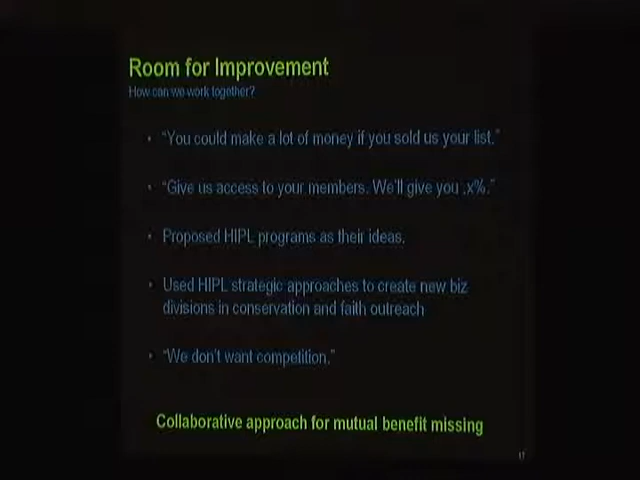 Room for Improvement
How can we work together?
• "You could make a lot of money if you sold us your list."
• "Give us access to your members. We'll give you .x%."
• Proposed HIPL programs as their ideas.
• Used HIPL strategic approaches to create new biz
divisions in conservation and faith outreach
• "We don't want competition."
Collaborative approach for mutual benefit missing